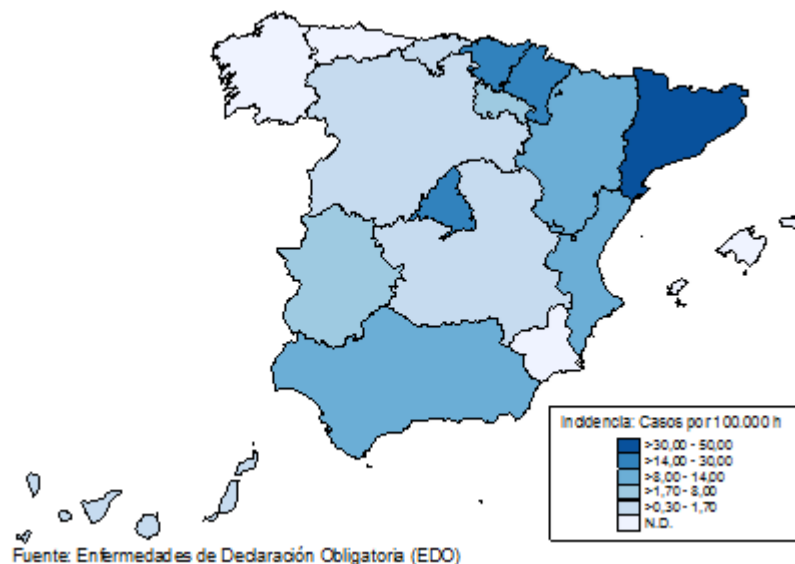 Incidencia: Casos por 100.000 h
>30,00 - 50,00
>14,00 - 30,00
>8,00 - 14,00
>1,70 - 8,00
>0,30 - 1,70
N.D.
Fuente: Enfermedades de Declaración Obligatoria (EDO)